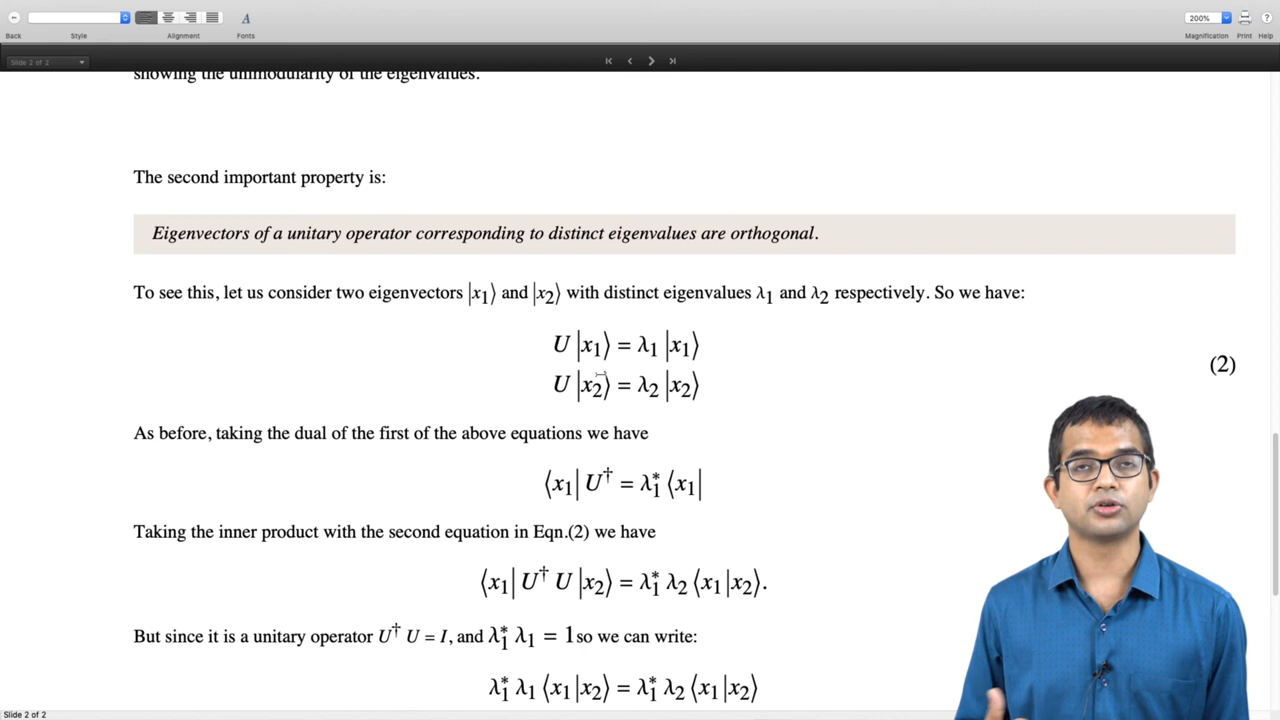 200%
Back
Style
Alignment
Fonts
Magnification
Print
Help
Slide 2 of 2
showing the unimodularity of the eigenvalues.
The second important property is:
Eigenvectors of a unitary operator corresponding to distinct eigenvalues are orthogonal.
To see this, let us consider two eigenvectors |x₁⟩ and |x₂⟩ with distinct eigenvalues λ₁ and λ₂ respectively. So we have:
U |x₁⟩ = λ₁ |x₁⟩
U |x₂⟩ = λ₂ |x₂⟩
(2)
As before, taking the dual of the first of the above equations we have
⟨x₁| U† = λ₁* ⟨x₁|
Taking the inner product with the second equation in Eqn.(2) we have
⟨x₁| U† U |x₂⟩ = λ₁* λ₂ ⟨x₁|x₂⟩.
But since it is a unitary operator U† U = I, and λ₁* λ₁ = 1so we can write:
λ₁* λ₁ ⟨x₁|x₂⟩ = λ₁* λ₂ ⟨x₁|x₂⟩
Slide 2 of 2